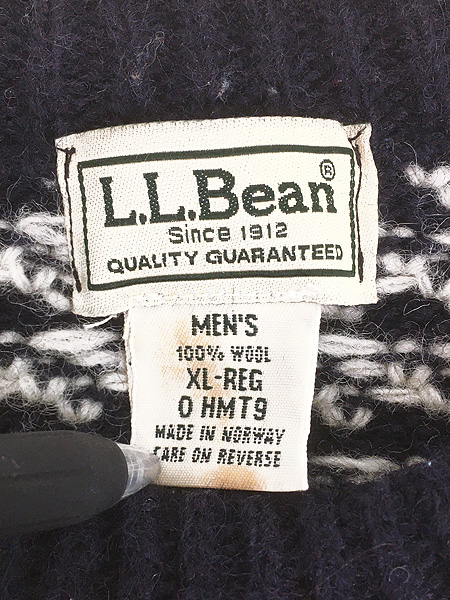 L.L.Bean®
Since 1912
QUALITY GUARANTEED
MEN'S
100% WOOL
XL-REG
0 HMT9
MADE IN NORWAY
CARE ON REVERSE